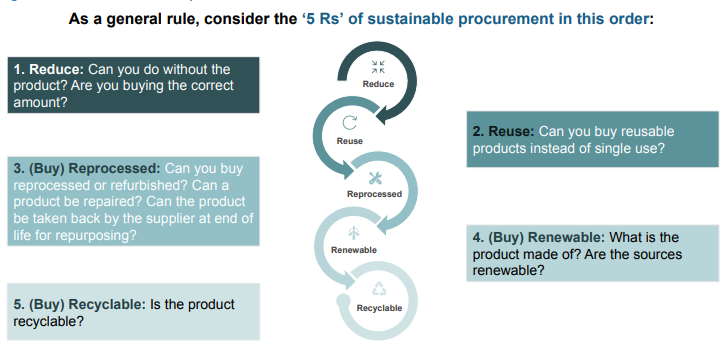 As a general rule, consider the ‘5 Rs’ of sustainable procurement in this order:
1. Reduce: Can you do without the
product? Are you buying the correct
amount?
Reduce
Reuse
2. Reuse: Can you buy reusable
products instead of single use?
3. (Buy) Reprocessed: Can you buy
reprocessed or refurbished? Can a
product be repaired? Can the product
be taken back by the supplier at end of
life for repurposing?
Reprocessed
Renewable
4. (Buy) Renewable: What is the
product made of? Are the sources
renewable?
5. (Buy) Recyclable: Is the product
recyclable?
Recyclable